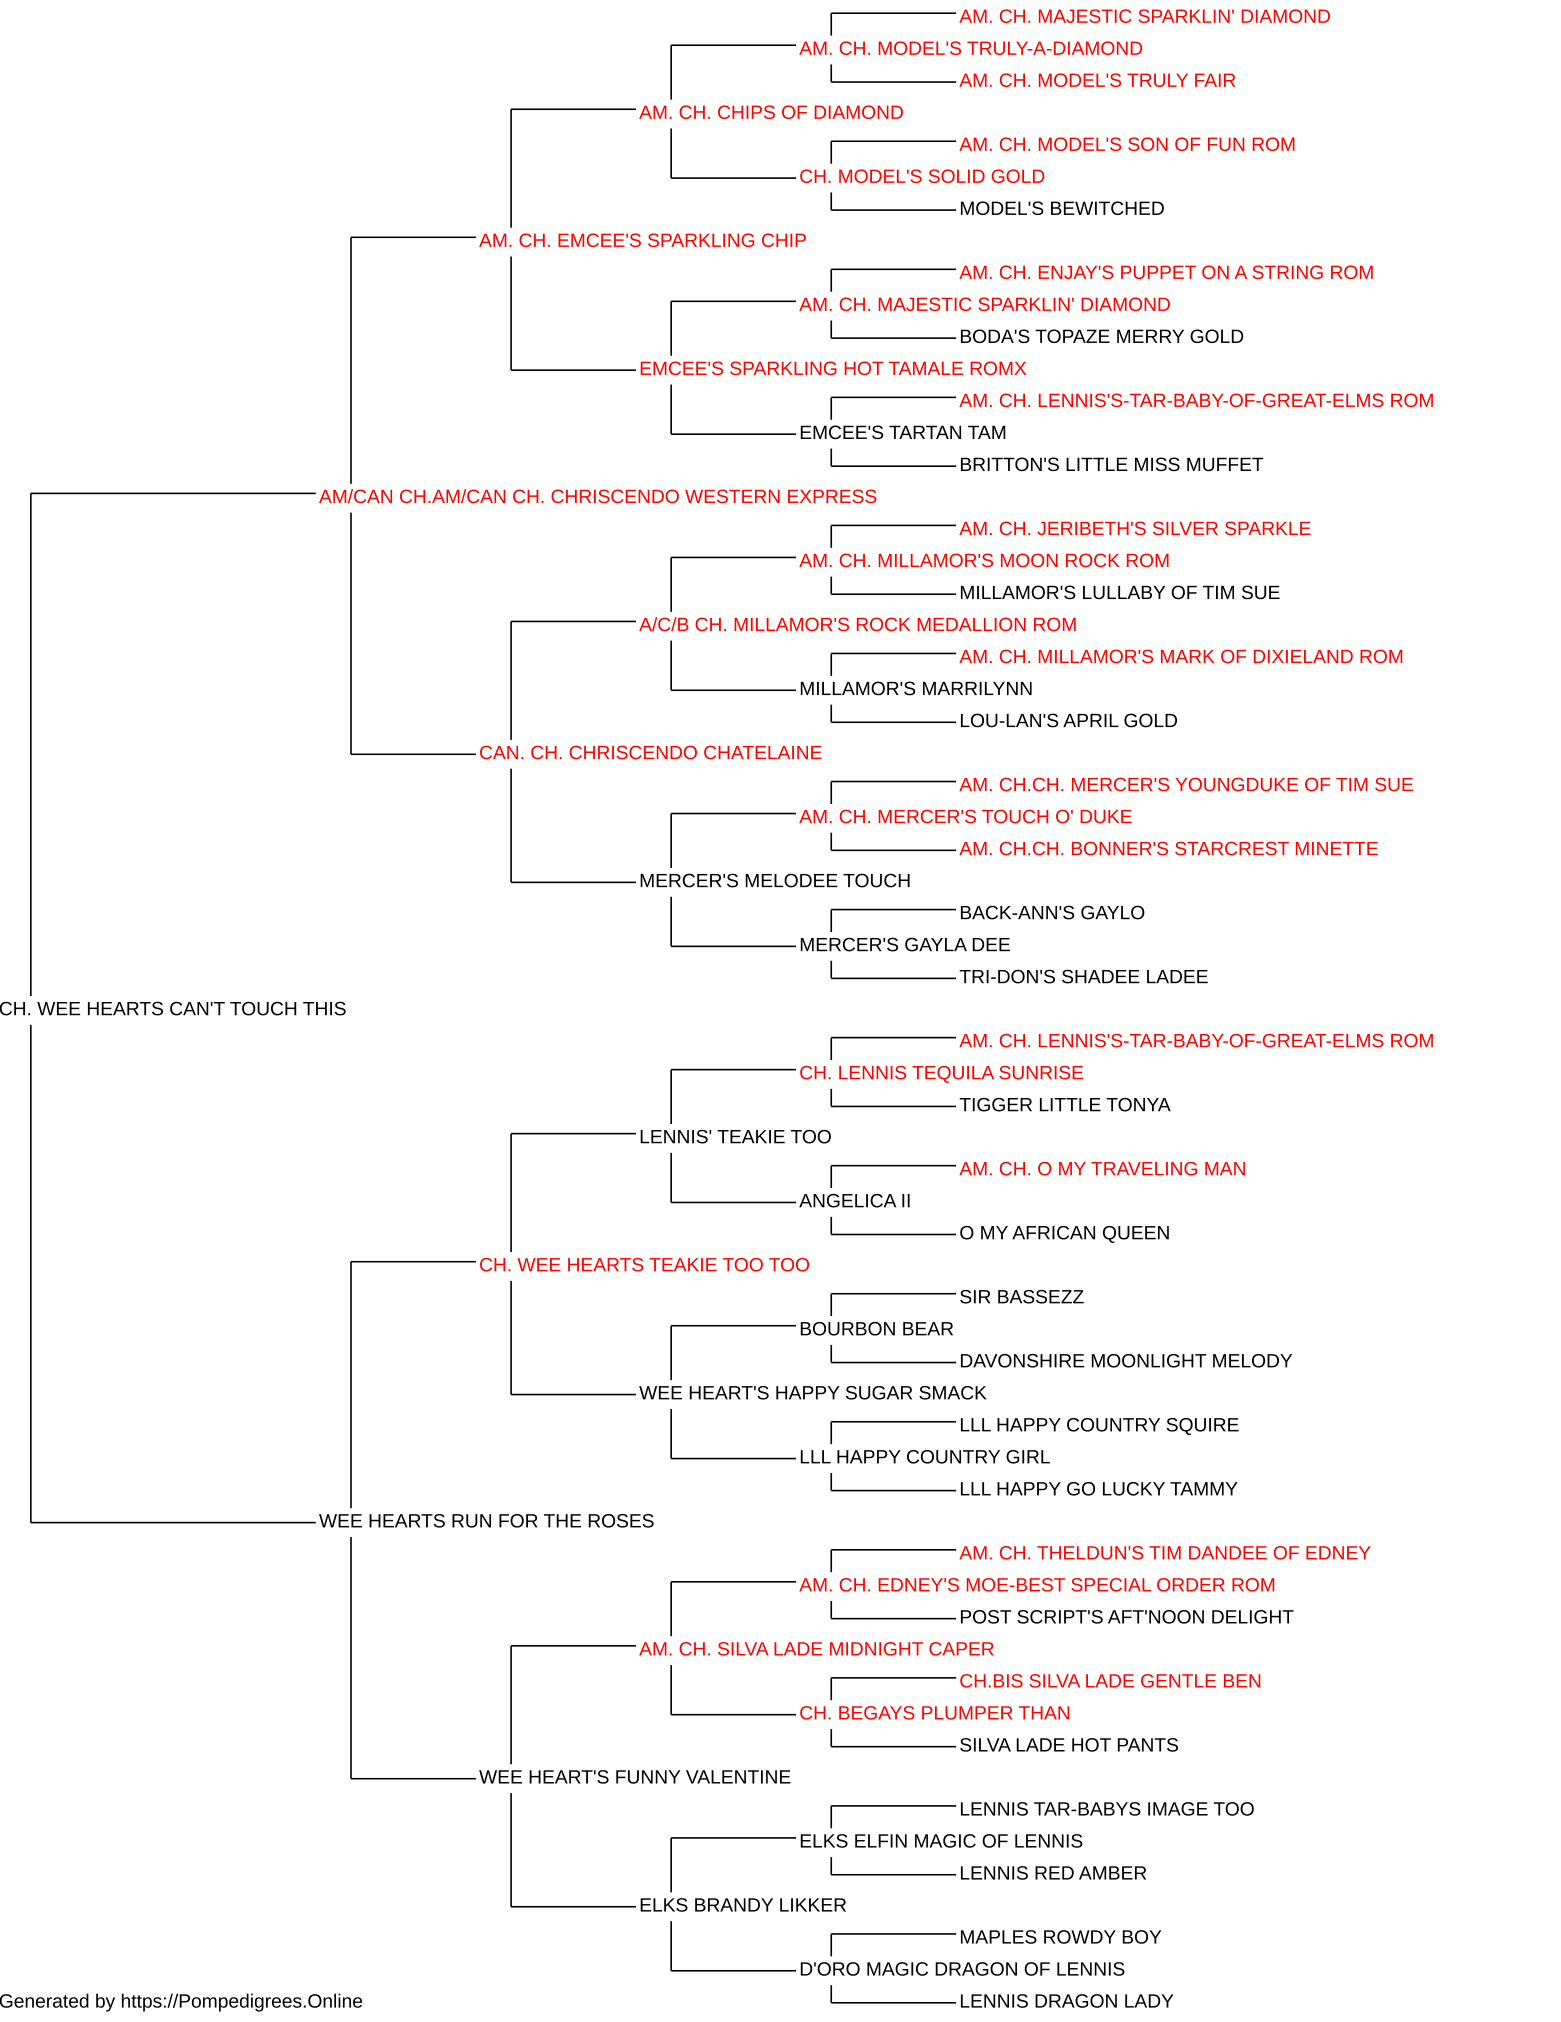 AM. CH. MAJESTIC SPARKLIN' DIAMOND
AM. CH. MODEL'S TRULY-A-DIAMOND
AM. CH. MODEL'S TRULY FAIR
AM. CH. CHIPS OF DIAMOND
AM. CH. MODEL'S SON OF FUN ROM
CH. MODEL'S SOLID GOLD
MODEL'S BEWITCHED
AM. CH. EMCEE'S SPARKLING CHIP
AM. CH. ENJAY'S PUPPET ON A STRING ROM
AM. CH. MAJESTIC SPARKLIN' DIAMOND
BODA'S TOPAZE MERRY GOLD
EMCEE'S SPARKLING HOT TAMALE ROMX
AM. CH. LENNIS'S-TAR-BABY-OF-GREAT-ELMS ROM
EMCEE'S TARTAN TAM
BRITTON'S LITTLE MISS MUFFET
AM/CAN CH.AM/CAN CH. CHRISCENDO WESTERN EXPRESS
AM. CH. JERIBETH'S SILVER SPARKLE
AM. CH. MILLAMOR'S MOON ROCK ROM
MILLAMOR'S LULLABY OF TIM SUE
A/C/B CH. MILLAMOR'S ROCK MEDALLION ROM
AM. CH. MILLAMOR'S MARK OF DIXIELAND ROM
MILLAMOR'S MARRILYNN
LOU-LAN'S APRIL GOLD
CAN. CH. CHRISCENDO CHATELAINE
AM. CH.CH. MERCER'S YOUNGDUKE OF TIM SUE
AM. CH. MERCER'S TOUCH O' DUKE
AM. CH.CH. BONNER'S STARCREST MINETTE
MERCER'S MELODEE TOUCH
BACK-ANN'S GAYLO
MERCER'S GAYLA DEE
TRI-DON'S SHADEE LADEE
CH. WEE HEARTS CAN'T TOUCH THIS
AM. CH. LENNIS'S-TAR-BABY-OF-GREAT-ELMS ROM
CH. LENNIS TEQUILA SUNRISE
TIGGER LITTLE TONYA
LENNIS' TEAKIE TOO
AM. CH. O MY TRAVELING MAN
ANGELICA II
O MY AFRICAN QUEEN
CH. WEE HEARTS TEAKIE TOO TOO
SIR BASSEZZ
BOURBON BEAR
DAVONSHIRE MOONLIGHT MELODY
WEE HEART'S HAPPY SUGAR SMACK
LLL HAPPY COUNTRY SQUIRE
LLL HAPPY COUNTRY GIRL
LLL HAPPY GO LUCKY TAMMY
WEE HEARTS RUN FOR THE ROSES
AM. CH. THELDUN'S TIM DANDEE OF EDNEY
AM. CH. EDNEY'S MOE-BEST SPECIAL ORDER ROM
POST SCRIPT'S AFT'NOON DELIGHT
AM. CH. SILVA LADE MIDNIGHT CAPER
CH.BIS SILVA LADE GENTLE BEN
CH. BEGAYS PLUMPER THAN
SILVA LADE HOT PANTS
WEE HEART'S FUNNY VALENTINE
LENNIS TAR-BABYS IMAGE TOO
ELKS ELFIN MAGIC OF LENNIS
LENNIS RED AMBER
ELKS BRANDY LIKKER
MAPLES ROWDY BOY
D'ORO MAGIC DRAGON OF LENNIS
LENNIS DRAGON LADY
Generated by https://Pompedigrees.Online